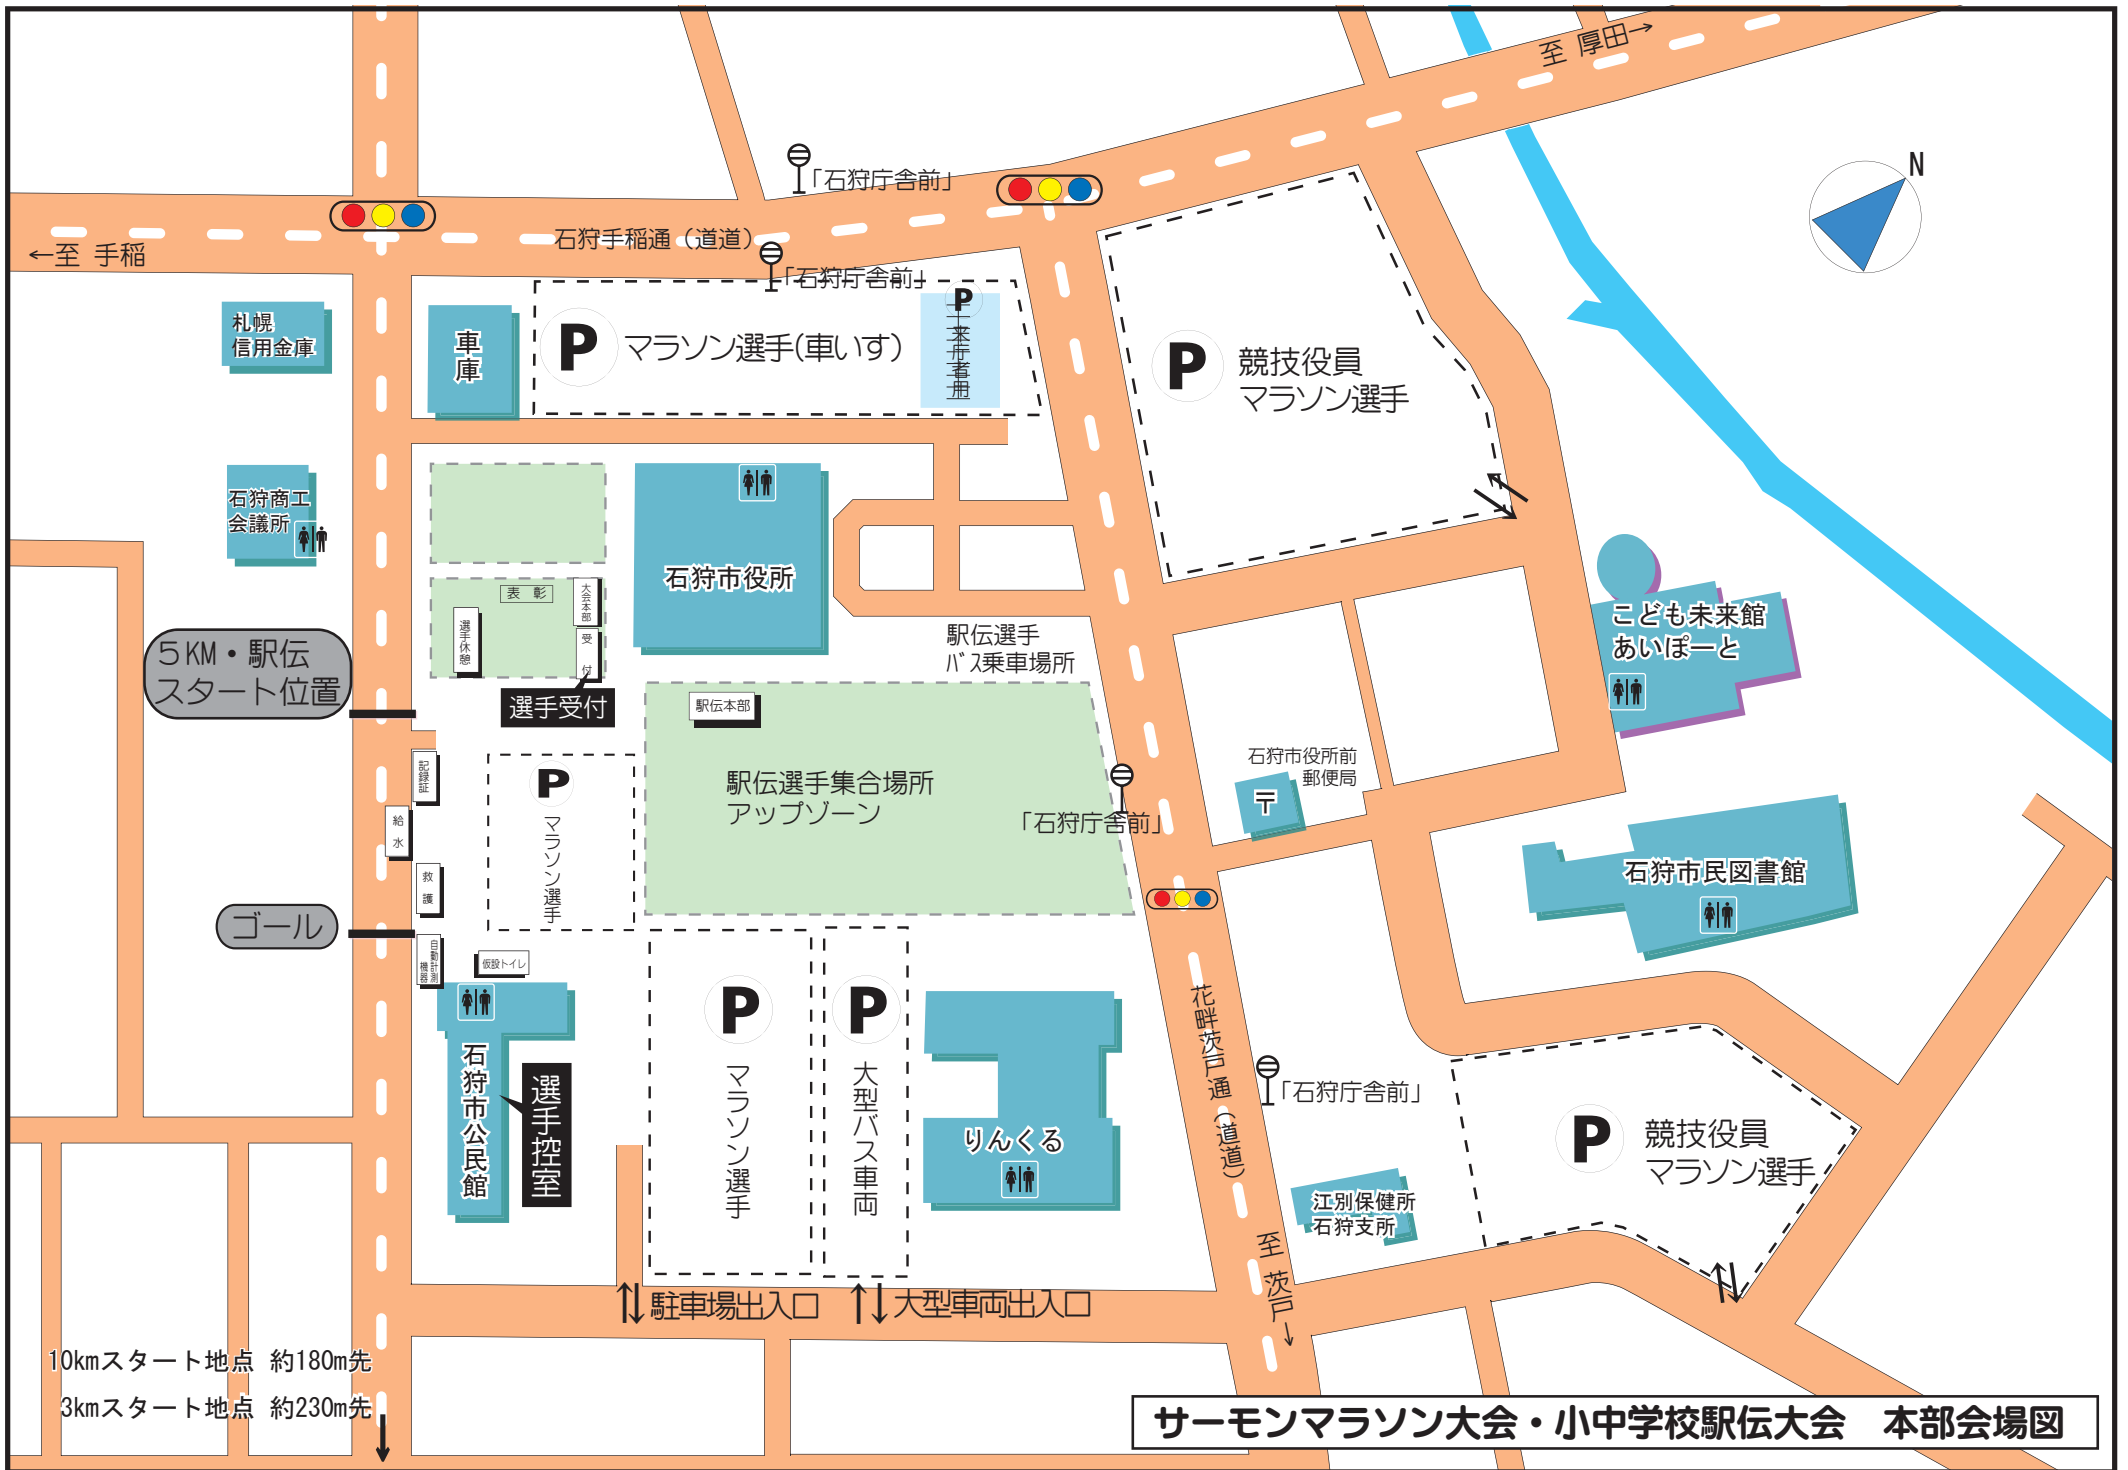 至 厚田→
N
「石狩庁舎前」
石狩手稲通（道道）
←至 手稲
「石狩庁舎前」
札幌
信用金庫
車庫
P マラソン選手(車いす)
P
来庁者用
P 競技役員
マラソン選手
石狩商工
会議所
石狩市役所
表 彰
大会本部
選手休憩
受 付
選手受付
５KM・駅伝
スタート位置
駅伝選手
バス乗車場所
こども未来館
あいぽーと
駅伝本部
駅伝選手集合場所
アップゾーン
「石狩庁舎前」
石狩市役所前
郵便局
〒
記録証
給 水
救 護
P
マラソン選手
ゴール
自動計測
機器
仮設トイレ
石狩市民図書館
石狩市公民館
選手控室
P
マラソン選手
P
大型バス車両
りんくる
花畔茨戸通（道道）
「石狩庁舎前」
江別保健所
石狩支所
P 競技役員
マラソン選手
至 茨戸→
駐車場出入口
大型車両出入口
10kmスタート地点 約180m先
3kmスタート地点 約230m先
サーモンマラソン大会・小中学校駅伝大会　本部会場図